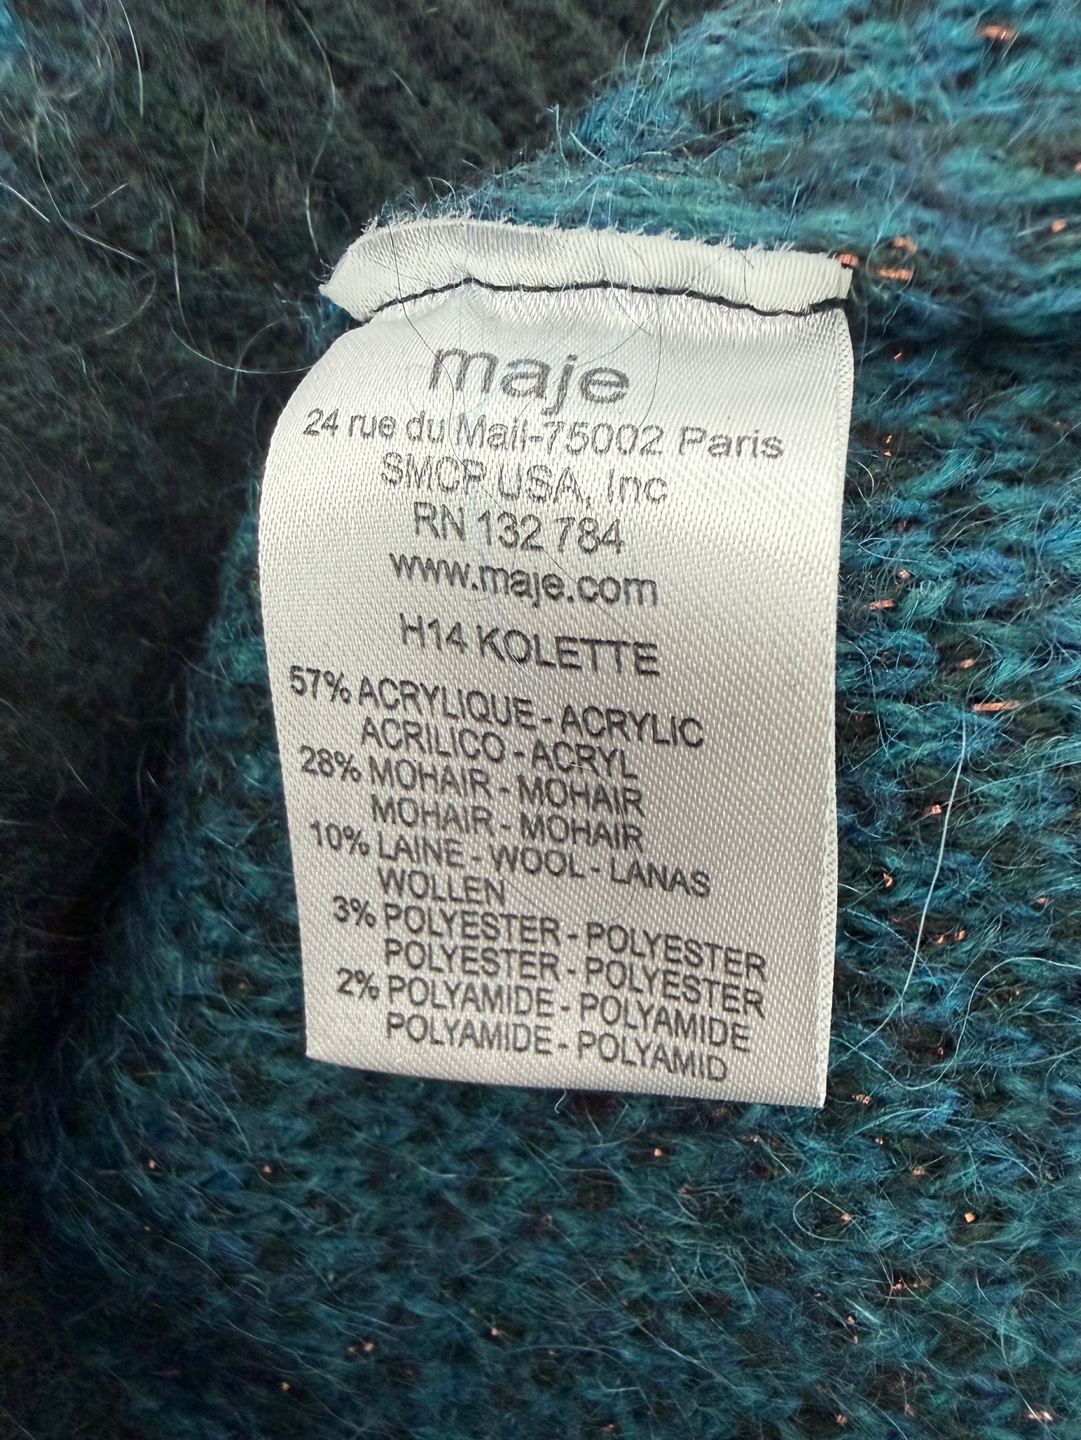 maje
24 rue du Mail-75002 Paris
SMCP USA, Inc
RN 132 784
www.maje.com
H14 KOLETTE
57% ACRYLIQUE - ACRYLIC
ACRILICO - ACRYL
28% MOHAIR - MOHAIR
MOHAIR - MOHAIR
10% LAINE - WOOL - LANAS
WOLLEN
3% POLYESTER - POLYESTER
POLYESTER - POLYESTER
2% POLYAMIDE - POLYAMIDE
POLYAMIDE - POLYAMID